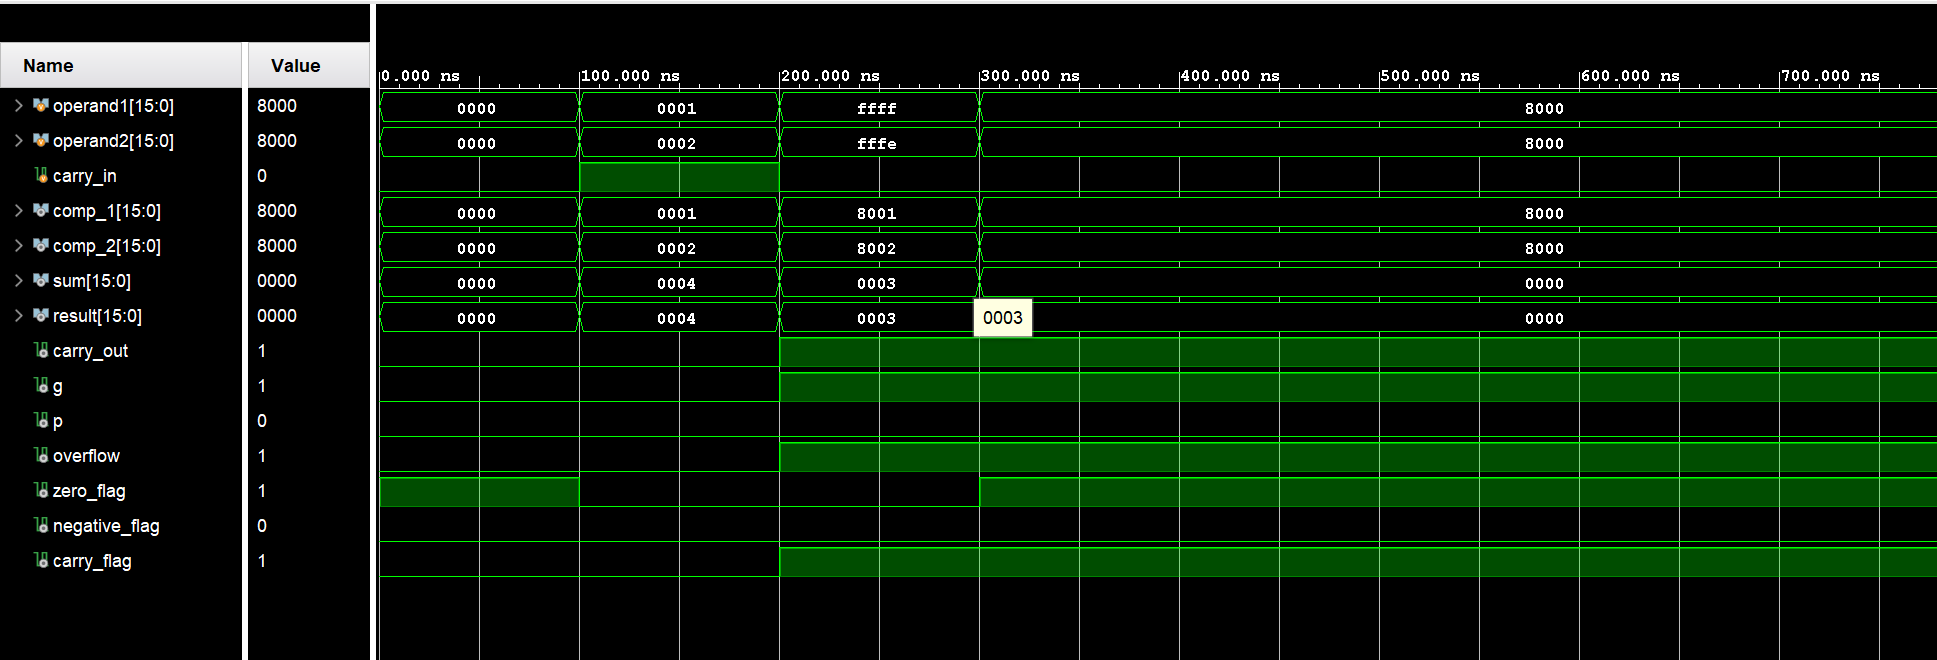 Name Value
0.000 ns 100.000 ns 200.000 ns 300.000 ns 400.000 ns 500.000 ns 600.000 ns 700.000 ns
operand1[15:0] 8000 0000 0001 ffff 8000
operand2[15:0] 8000 0000 0002 fffe 8000
carry_in 0
comp_1[15:0] 8000 0000 0001 8001 8000
comp_2[15:0] 8000 0000 0002 8002 8000
sum[15:0] 0000 0000 0004 0003 0000
result[15:0] 0000 0000 0004 0003 0003 0000
carry_out 1
g 1
p 0
overflow 1
zero_flag 1
negative_flag 0
carry_flag 1